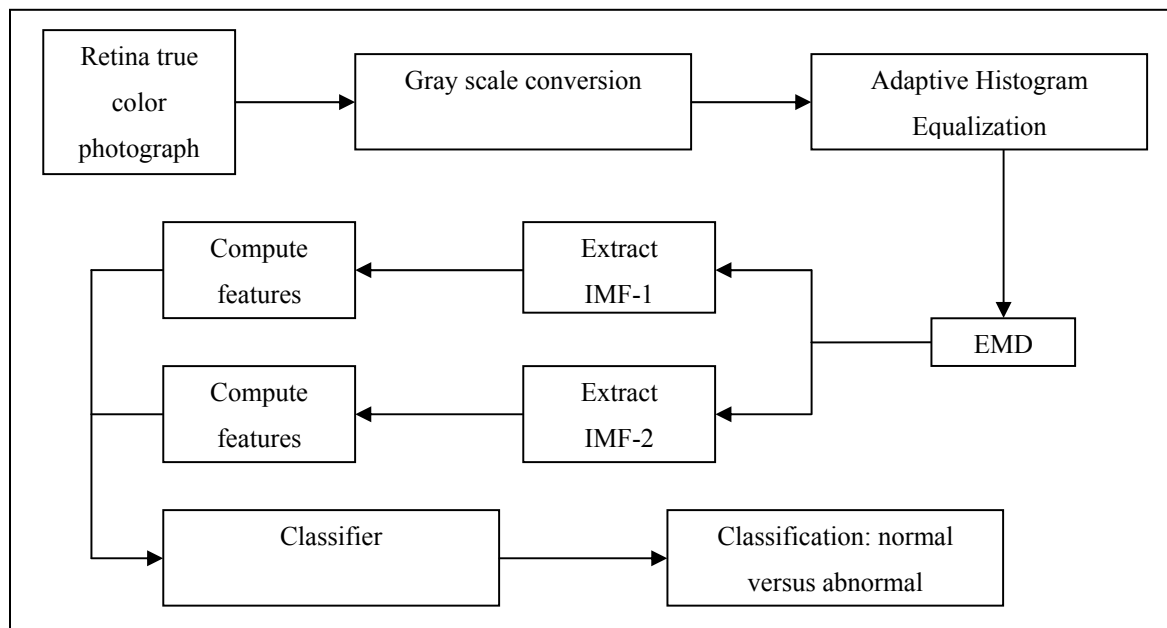 Retina true
color
photograph
Gray scale conversion
Adaptive Histogram
Equalization
Compute
features
Extract
IMF-1
EMD
Compute
features
Extract
IMF-2
Classifier
Classification: normal
versus abnormal